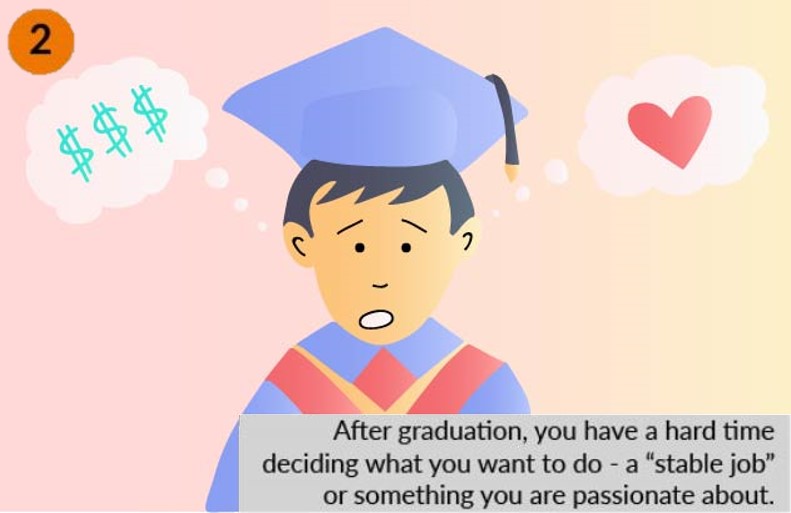 2
$ $ $
After graduation, you have a hard time
deciding what you want to do - a “stable job”
or something you are passionate about.